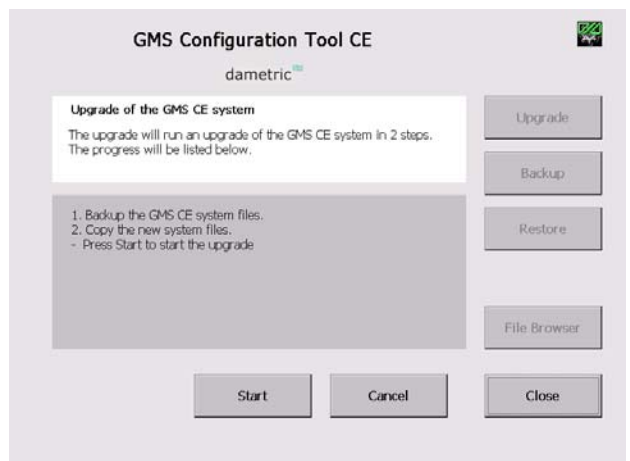 GMS Configuration Tool CE
dametric
Upgrade of the GMS CE system
The upgrade will run an upgrade of the GMS CE system in 2 steps.
The progress will be listed below.
1. Backup the GMS CE system files.
2. Copy the new system files.
- Press Start to start the upgrade
Upgrade
Backup
Restore
File Browser
Start
Cancel
Close